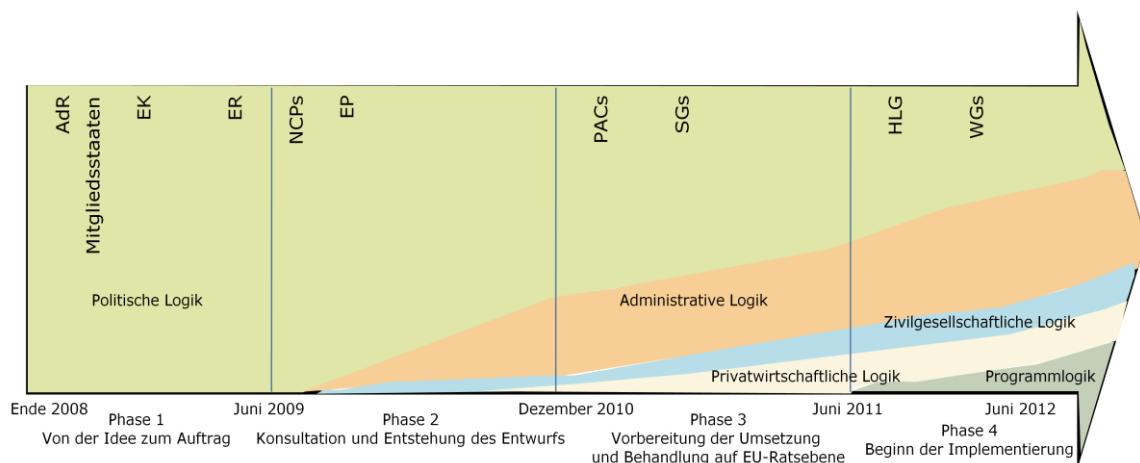 AdR
Mitgliedsstaaten
EK
ER
NCPs
EP
PACs
SGs
HLG
WGs
Politische Logik
Administrative Logik
Zivilgesellschaftliche Logik
Privatwirtschaftliche Logik
Programmlogik
Ende 2008
Juni 2009
Dezember 2010
Juni 2011
Juni 2012
Phase 1
Von der Idee zum Auftrag
Phase 2
Konsultation und Entstehung des Entwurfs
Phase 3
Vorbereitung der Umsetzung
und Behandlung auf EU-Ratsebene
Phase 4
Beginn der Implementierung